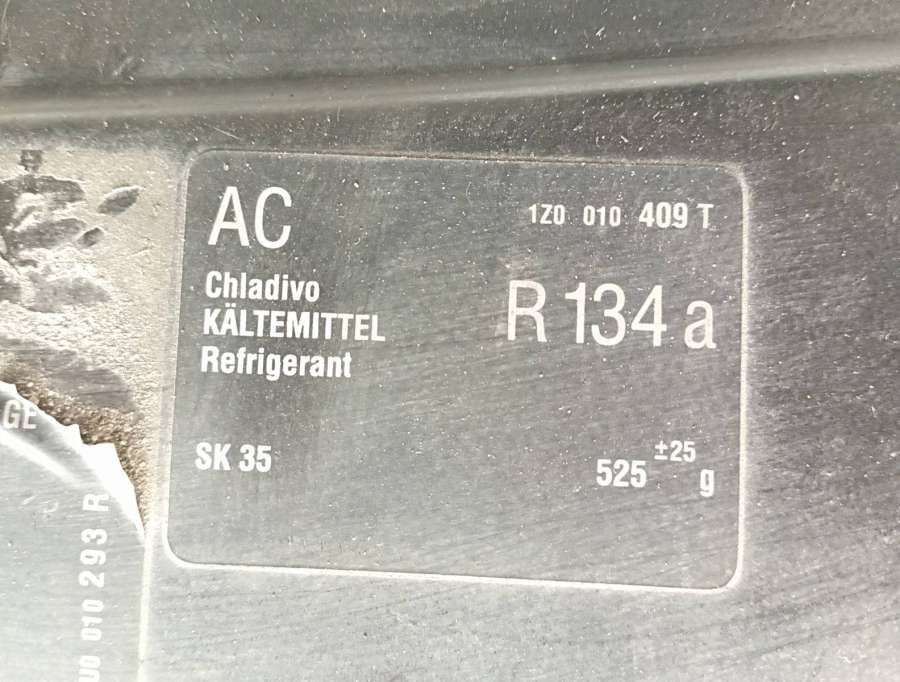 AC
1Z0 010 409 T
Chladivo
KÄLTEMITTEL
Refrigerant
R 134 a
SK 35
525 ±25 g
GE
U0 010 293 R